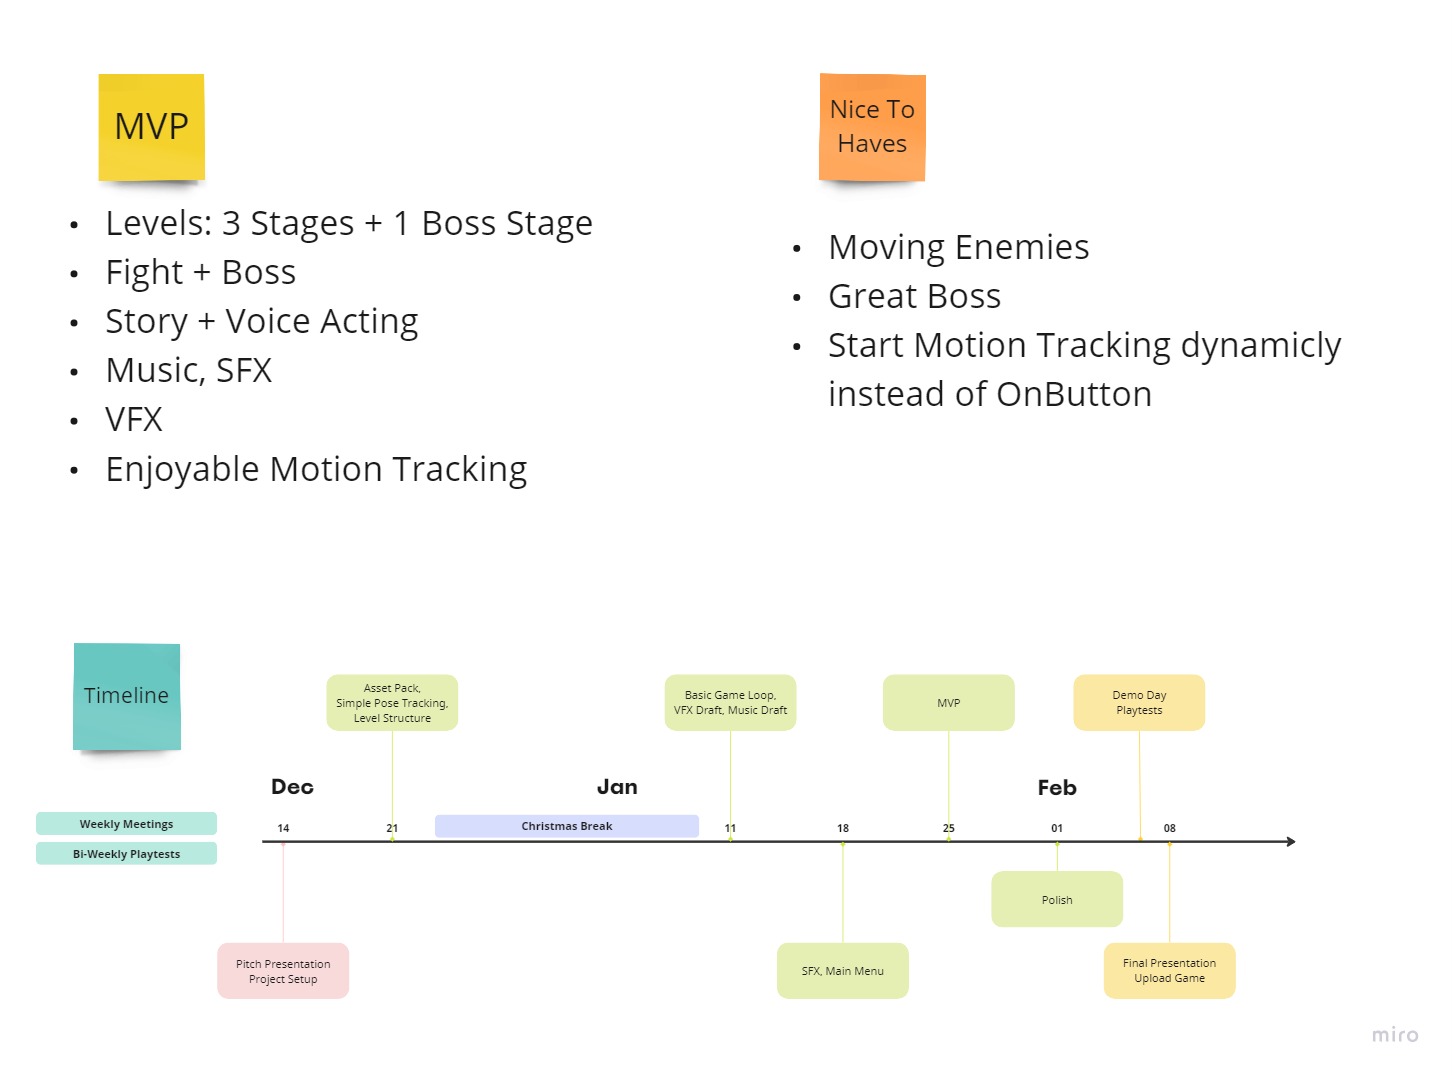 MVP
• Levels: 3 Stages + 1 Boss Stage
• Fight + Boss
• Story + Voice Acting
• Music, SFX
• VFX
• Enjoyable Motion Tracking
Nice To
Haves
• Moving Enemies
• Great Boss
• Start Motion Tracking dynamicly
instead of OnButton
Timeline
Weekly Meetings
Bi-Weekly Playtests
Asset Pack,
Simple Pose Tracking,
Level Structure
Basic Game Loop,
VFX Draft, Music Draft
MVP
Demo Day
Playtests
Dec
Jan
Feb
14
21
Christmas Break
11
18
25
01
08
Polish
Pitch Presentation
Project Setup
SFX, Main Menu
Final Presentation
Upload Game
miro